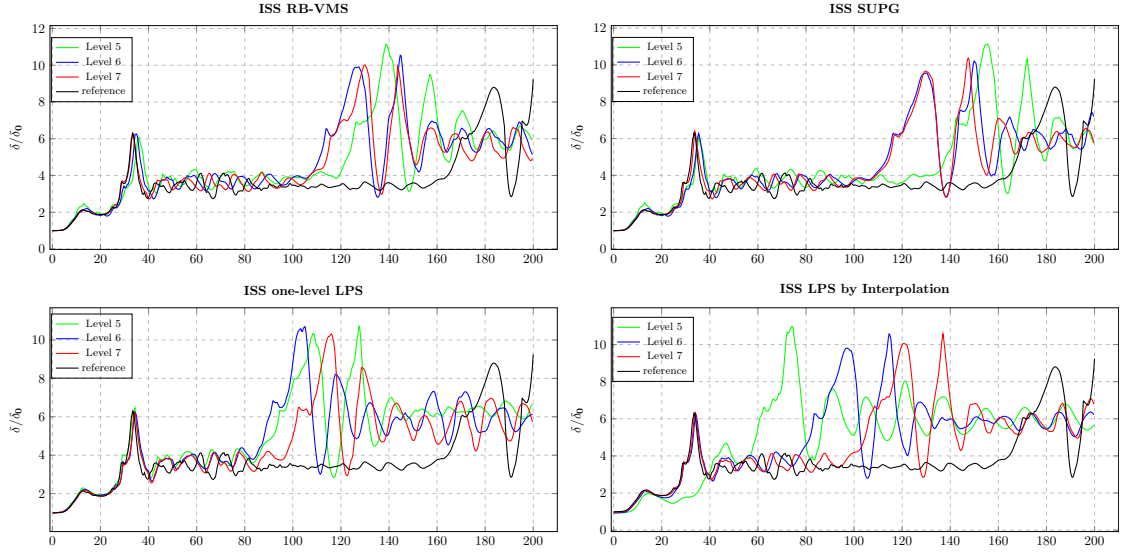 ISS RB-VMS
12
10
8
6
4
2
0
δ/δ₀
Level 5
Level 6
Level 7
reference
0 20 40 60 80 100 120 140 160 180 200
ISS SUPG
12
10
8
6
4
2
0
δ/δ₀
Level 5
Level 6
Level 7
reference
0 20 40 60 80 100 120 140 160 180 200
ISS one-level LPS
10
8
6
4
2
δ/δ₀
Level 5
Level 6
Level 7
reference
0 20 40 60 80 100 120 140 160 180 200
ISS LPS by Interpolation
10
8
6
4
2
0
δ/δ₀
Level 5
Level 6
Level 7
reference
0 20 40 60 80 100 120 140 160 180 200